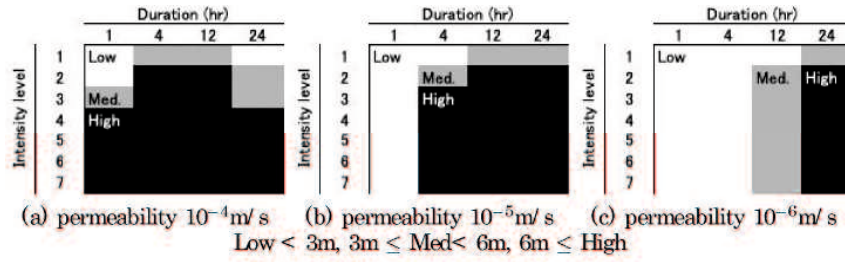 Duration (hr) Duration (hr) Duration (hr)
1 4 12 24 1 4 12 24 1 4 12 24
Intensity level Intensity level Intensity level
1 Low 1 Low 1 Low
2 2 Med. 2 Med. High
3 Med. 3 High 3
4 High 4 4
5 5 5
6 6 6
7 7 7
(a) permeability 10⁻⁴m/s (b) permeability 10⁻⁵m/s (c) permeability 10⁻⁶m/s
Low < 3m, 3m ≤ Med< 6m, 6m ≤ High